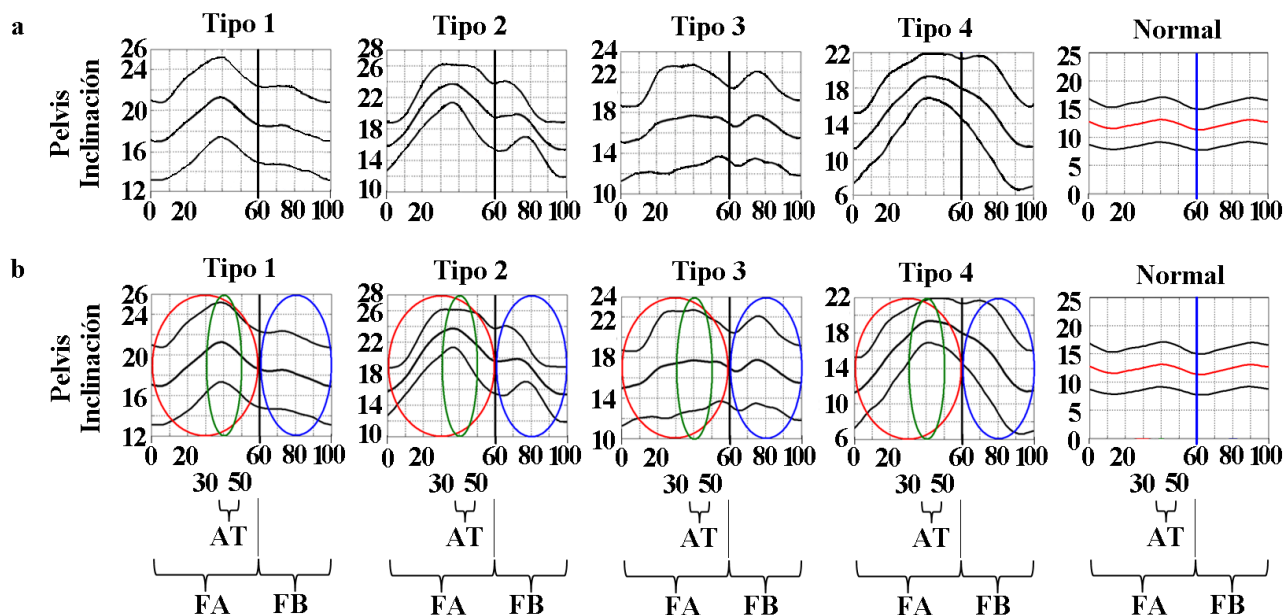 a
Tipo 1 Tipo 2 Tipo 3 Tipo 4 Normal
Pelvis
Inclinación
26 24 20 16 12
28 26 22 18 14 10
24 22 18 14 10
22 18 14 10 6
25 20 15 10 5 0
0 20 60 80 100 0 20 60 80 100 0 20 60 80 100 0 20 60 80 100 0 20 60 80 100
b
Tipo 1 Tipo 2 Tipo 3 Tipo 4 Normal
Pelvis
Inclinación
26 24 20 16 12
28 26 22 18 14 10
24 22 18 14 10
22 18 14 10 6
25 20 15 10 5 0
0 20 60 80 100 0 20 60 80 100 0 20 60 80 100 0 20 60 80 100 0 20 60 80 100
30 50 30 50 30 50 30 50 30 50
AT AT AT AT AT
FA FB FA FB FA FB FA FB FA FB